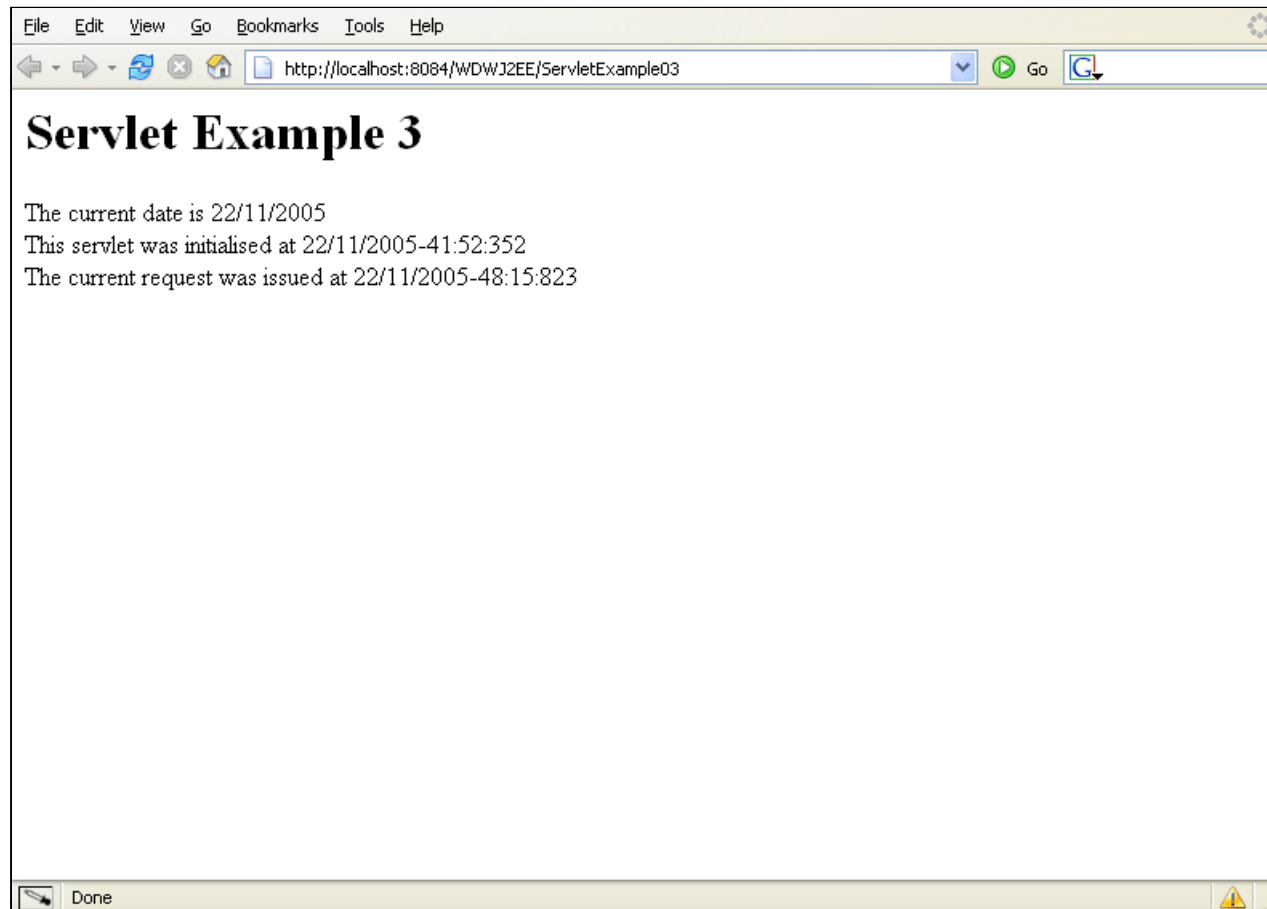 File Edit View Go Bookmarks Tools Help
http://localhost:8084/WDWJ2EE/ServletExample03 Go G
Servlet Example 3
The current date is 22/11/2005
This servlet was initialised at 22/11/2005-41:52:352
The current request was issued at 22/11/2005-48:15:823
Done